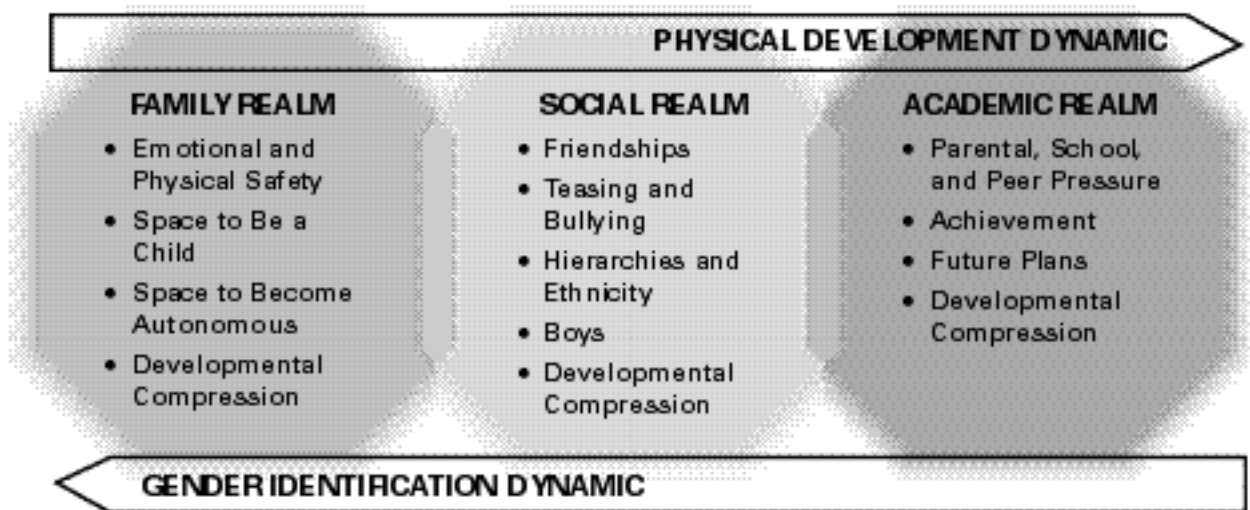 PHYSICAL DEVELOPMENT DYNAMIC
FAMILY REALM
• Emotional and
Physical Safety
• Space to Be a
Child
• Space to Become
Autonomous
• Developmental
Compression
SOCIAL REALM
• Friendships
• Teasing and
Bullying
• Hierarchies and
Ethnicity
• Boys
• Developmental
Compression
ACADEMIC REALM
• Parental, School,
and Peer Pressure
• Achievement
• Future Plans
• Developmental
Compression
GENDER IDENTIFICATION DYNAMIC